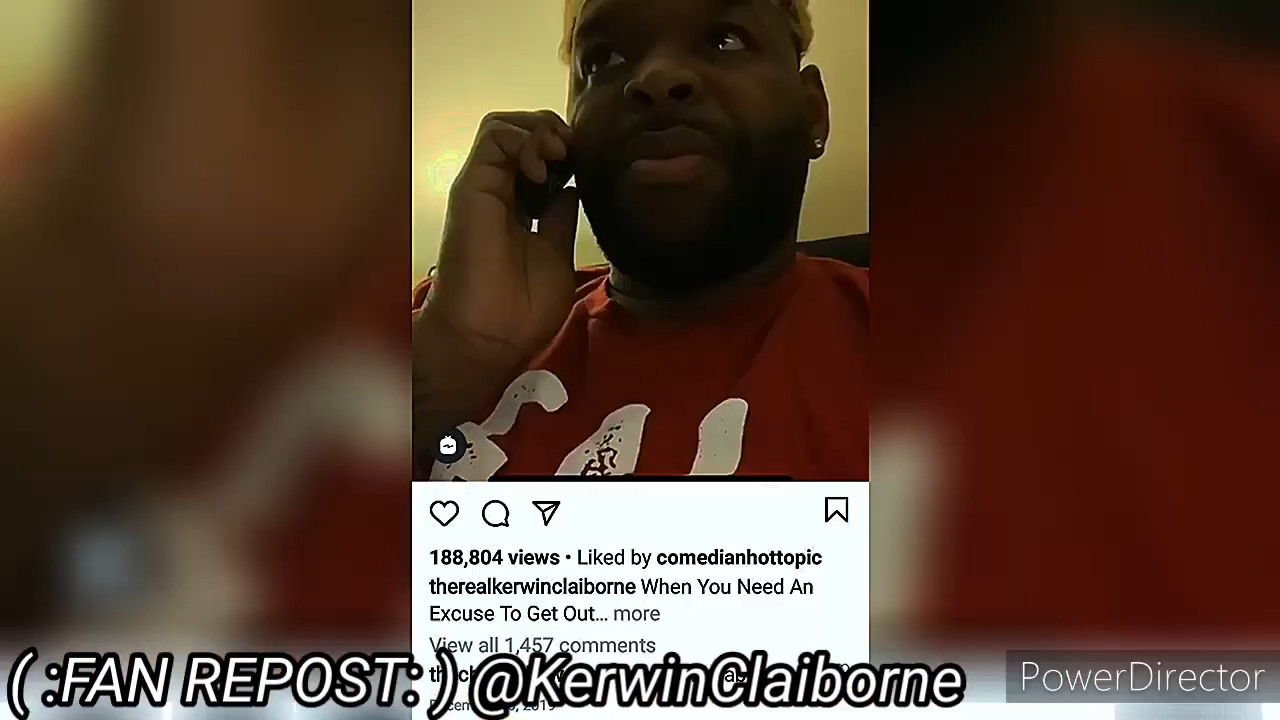 188,804 views • Liked by comedianhottopic
therealkerwinclaiborne When You Need An
Excuse To Get Out... more
View all 1,457 comments
( :FAN REPOST: ) @KerwinClaiborne
PowerDirector
2019